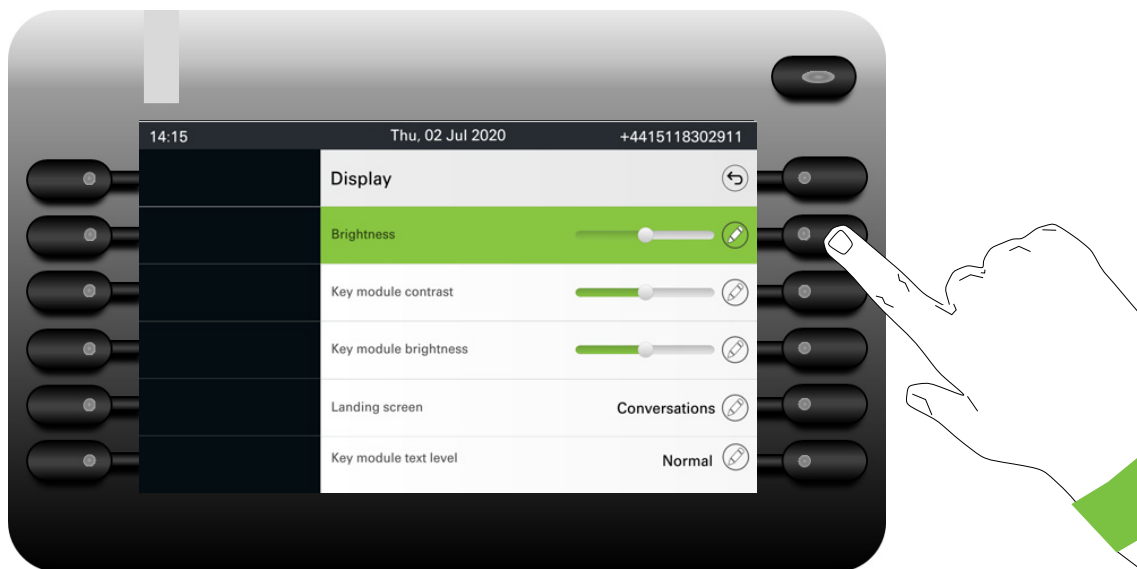 14:15 Thu, 02 Jul 2020 +4415118302911
Display
Brightness
Key module contrast
Key module brightness
Landing screen Conversations
Key module text level Normal